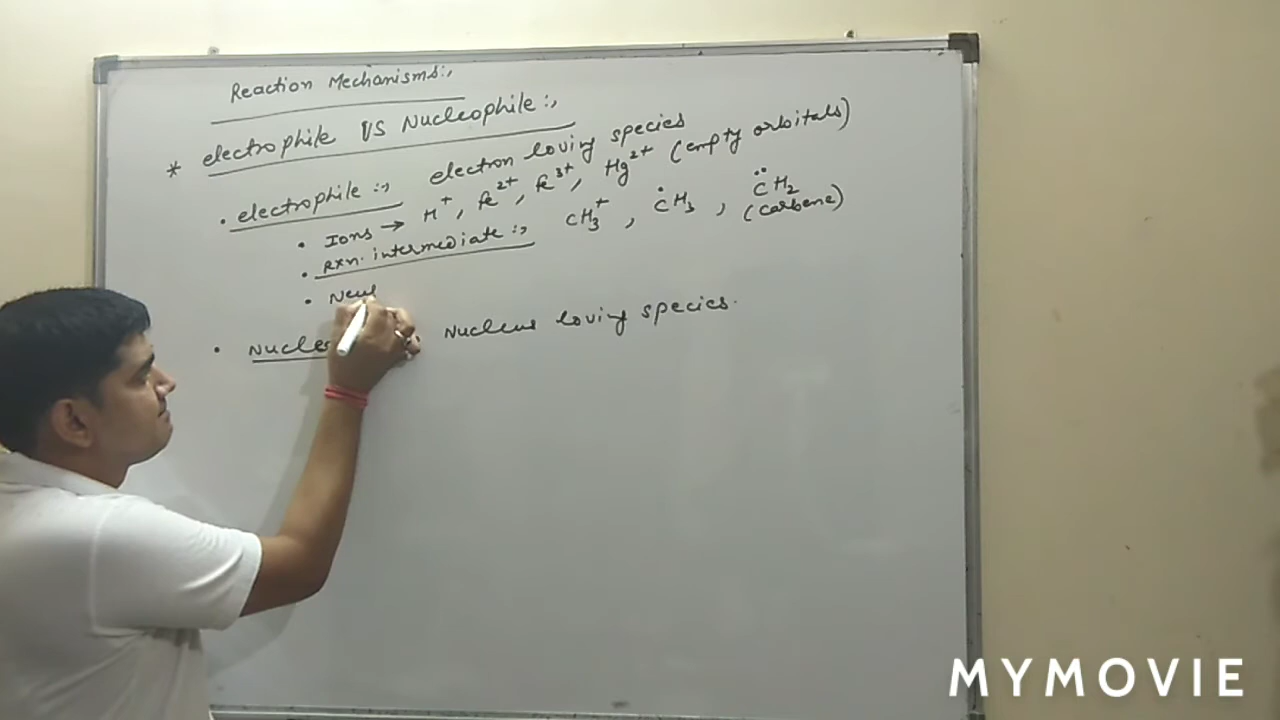 Reaction Mechanisms:,
* electrophile VS Nucleophile:,
• electrophile :, electron loving species
• Ions → H⁺, fe²⁺, fe³⁺, Hg²⁺ (empty orbitals)
• Rxn. intermediate :, CH₃⁺, ĊH₃, C̈H₂
(carbene)
• Neu
• Nucleo Nucleus loving species.
MYMOVIE